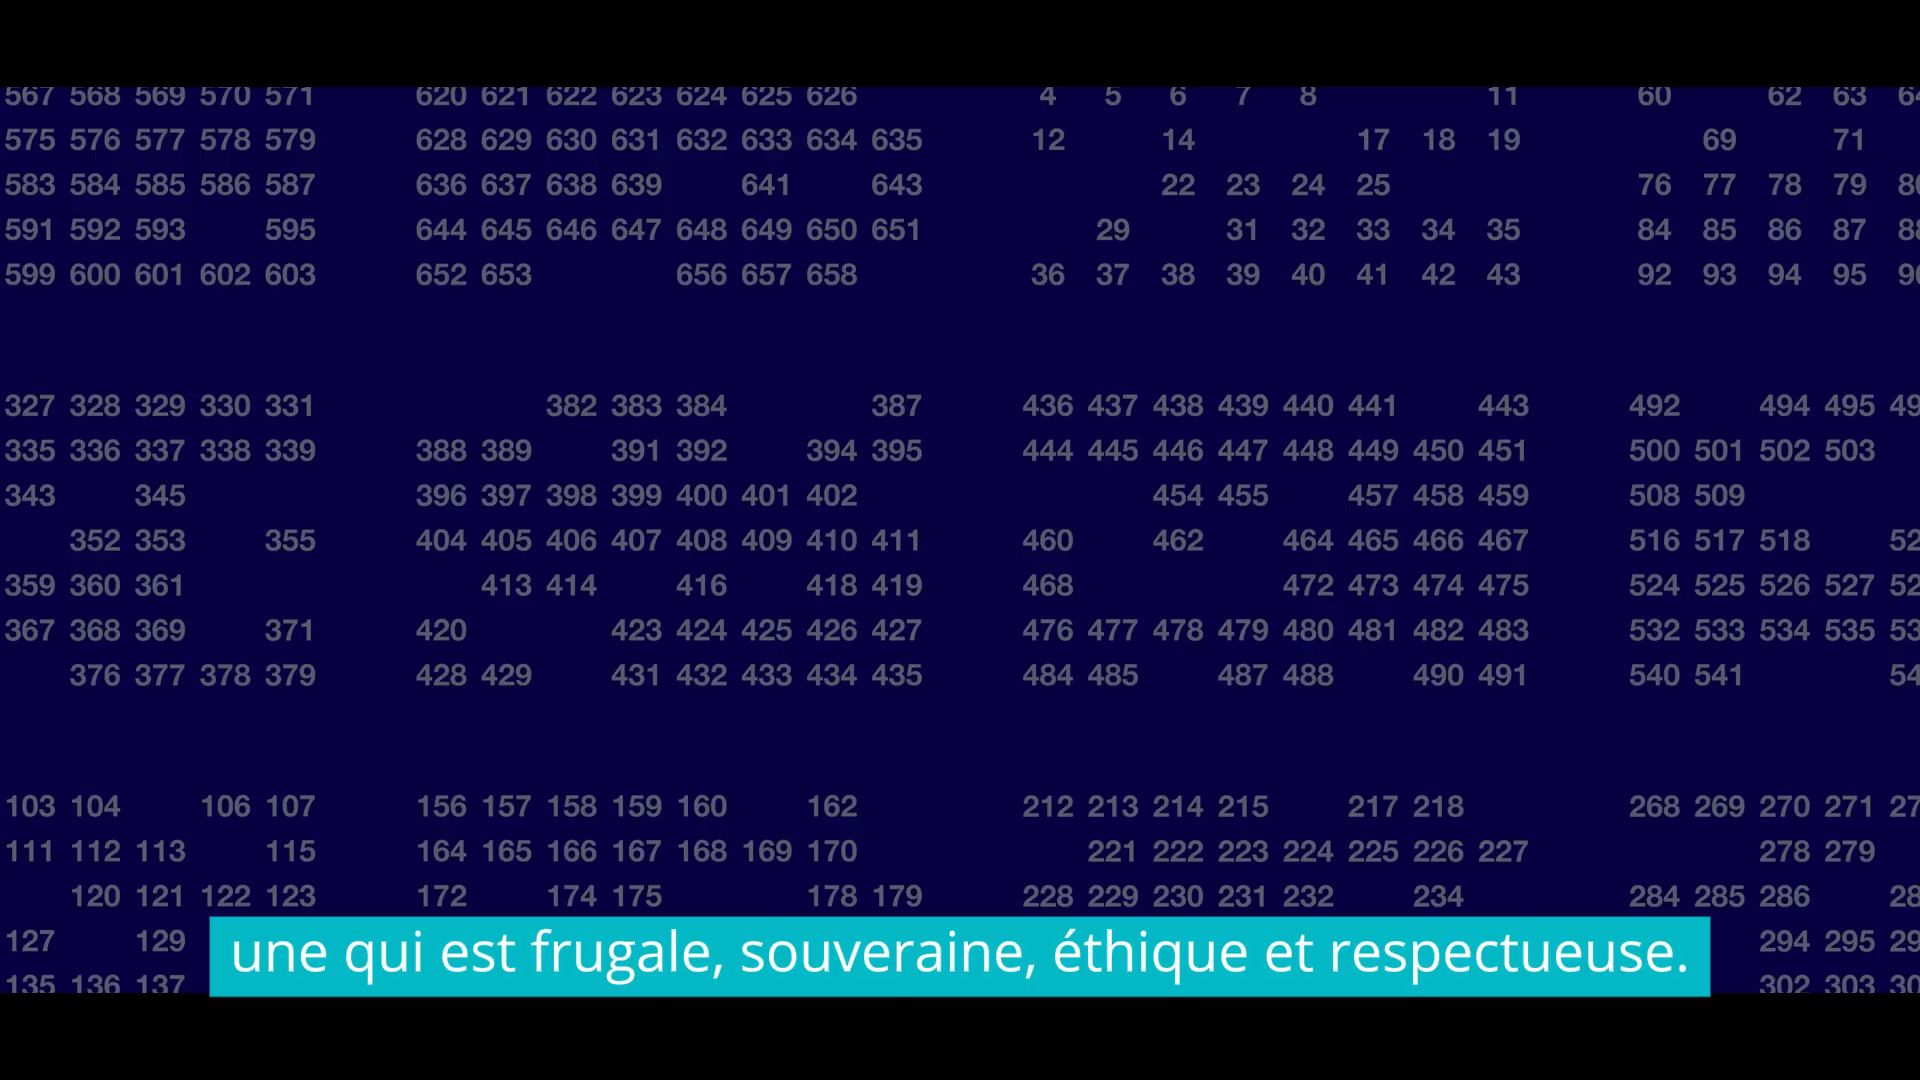 567 568 569 570 571 620 621 622 623 624 625 626 4 5 6 7 8 11 60 62 63
575 576 577 578 579 628 629 630 631 632 633 634 635 12 14 17 18 19 69 71
583 584 585 586 587 636 637 638 639 641 643 22 23 24 25 76 77 78 79
591 592 593 595 644 645 646 647 648 649 650 651 29 31 32 33 34 35 84 85 86 87
599 600 601 602 603 652 653 656 657 658 36 37 38 39 40 41 42 43 92 93 94 95
327 328 329 330 331 382 383 384 387 436 437 438 439 440 441 443 492 494 495
335 336 337 338 339 388 389 391 392 394 395 444 445 446 447 448 449 450 451 500 501 502 503
343 345 396 397 398 399 400 401 402 454 455 457 458 459 508 509
352 353 355 404 405 406 407 408 409 410 411 460 462 464 465 466 467 516 517 518
359 360 361 413 414 416 418 419 468 472 473 474 475 524 525 526 527
367 368 369 371 420 423 424 425 426 427 476 477 478 479 480 481 482 483 532 533 534 535
376 377 378 379 428 429 431 432 433 434 435 484 485 487 488 490 491 540 541
103 104 106 107 156 157 158 159 160 162 212 213 214 215 217 218 268 269 270 271
111 112 113 115 164 165 166 167 168 169 170 221 222 223 224 225 226 227 278 279
120 121 122 123 172 174 175 178 179 228 229 230 231 232 234 284 285 286
127 129 294 295
135 136 137 302 303
une qui est frugale, souveraine, éthique et respectueuse.